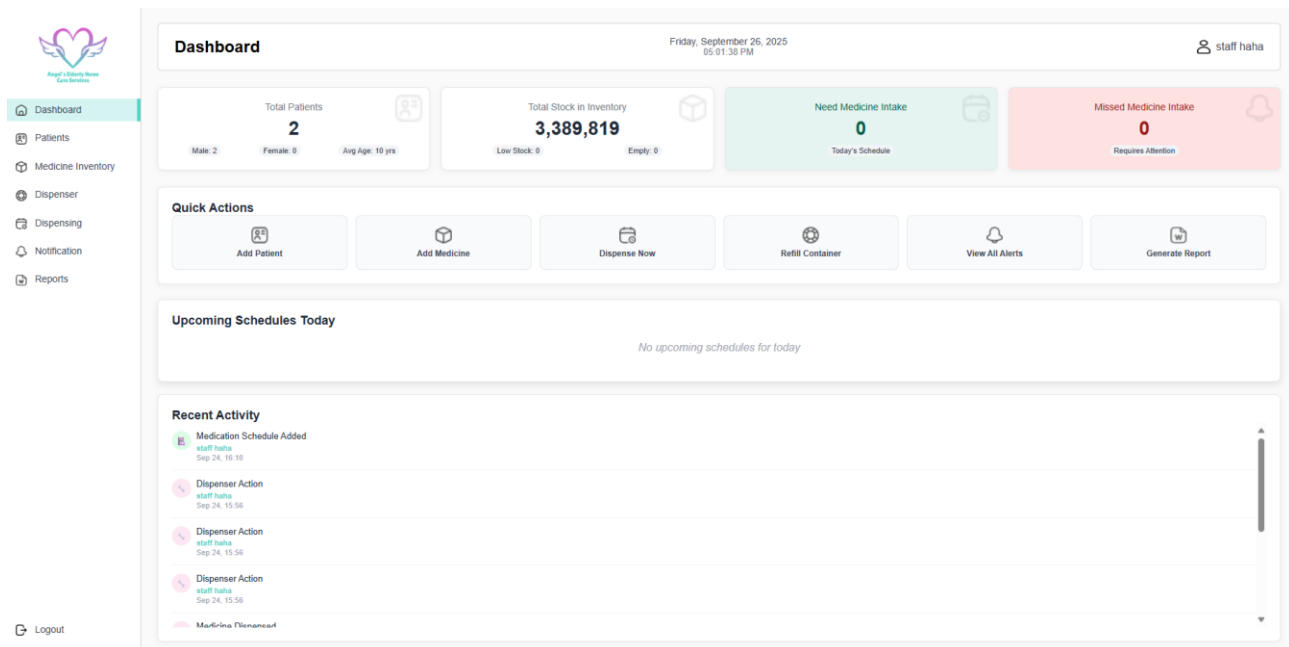 Angel's Elderly Home
Care Services
Dashboard
Patients
Medicine Inventory
Dispenser
Dispensing
Notification
Reports
Logout
Dashboard
Friday, September 26, 2025
05:01:38 PM
staff haha
Total Patients
2
Male: 2 Female: 0 Avg Age: 10 yrs
Total Stock in Inventory
3,389,819
Low Stock: 0 Empty: 0
Need Medicine Intake
0
Today's Schedule
Missed Medicine Intake
0
Requires Attention
Quick Actions
Add Patient
Add Medicine
Dispense Now
Refill Container
View All Alerts
Generate Report
Upcoming Schedules Today
No upcoming schedules for today
Recent Activity
Medication Schedule Added
staff haha
Sep 24, 16:10
Dispenser Action
staff haha
Sep 24, 15:56
Dispenser Action
staff haha
Sep 24, 15:56
Dispenser Action
staff haha
Sep 24, 15:56
Medicine Dispensed